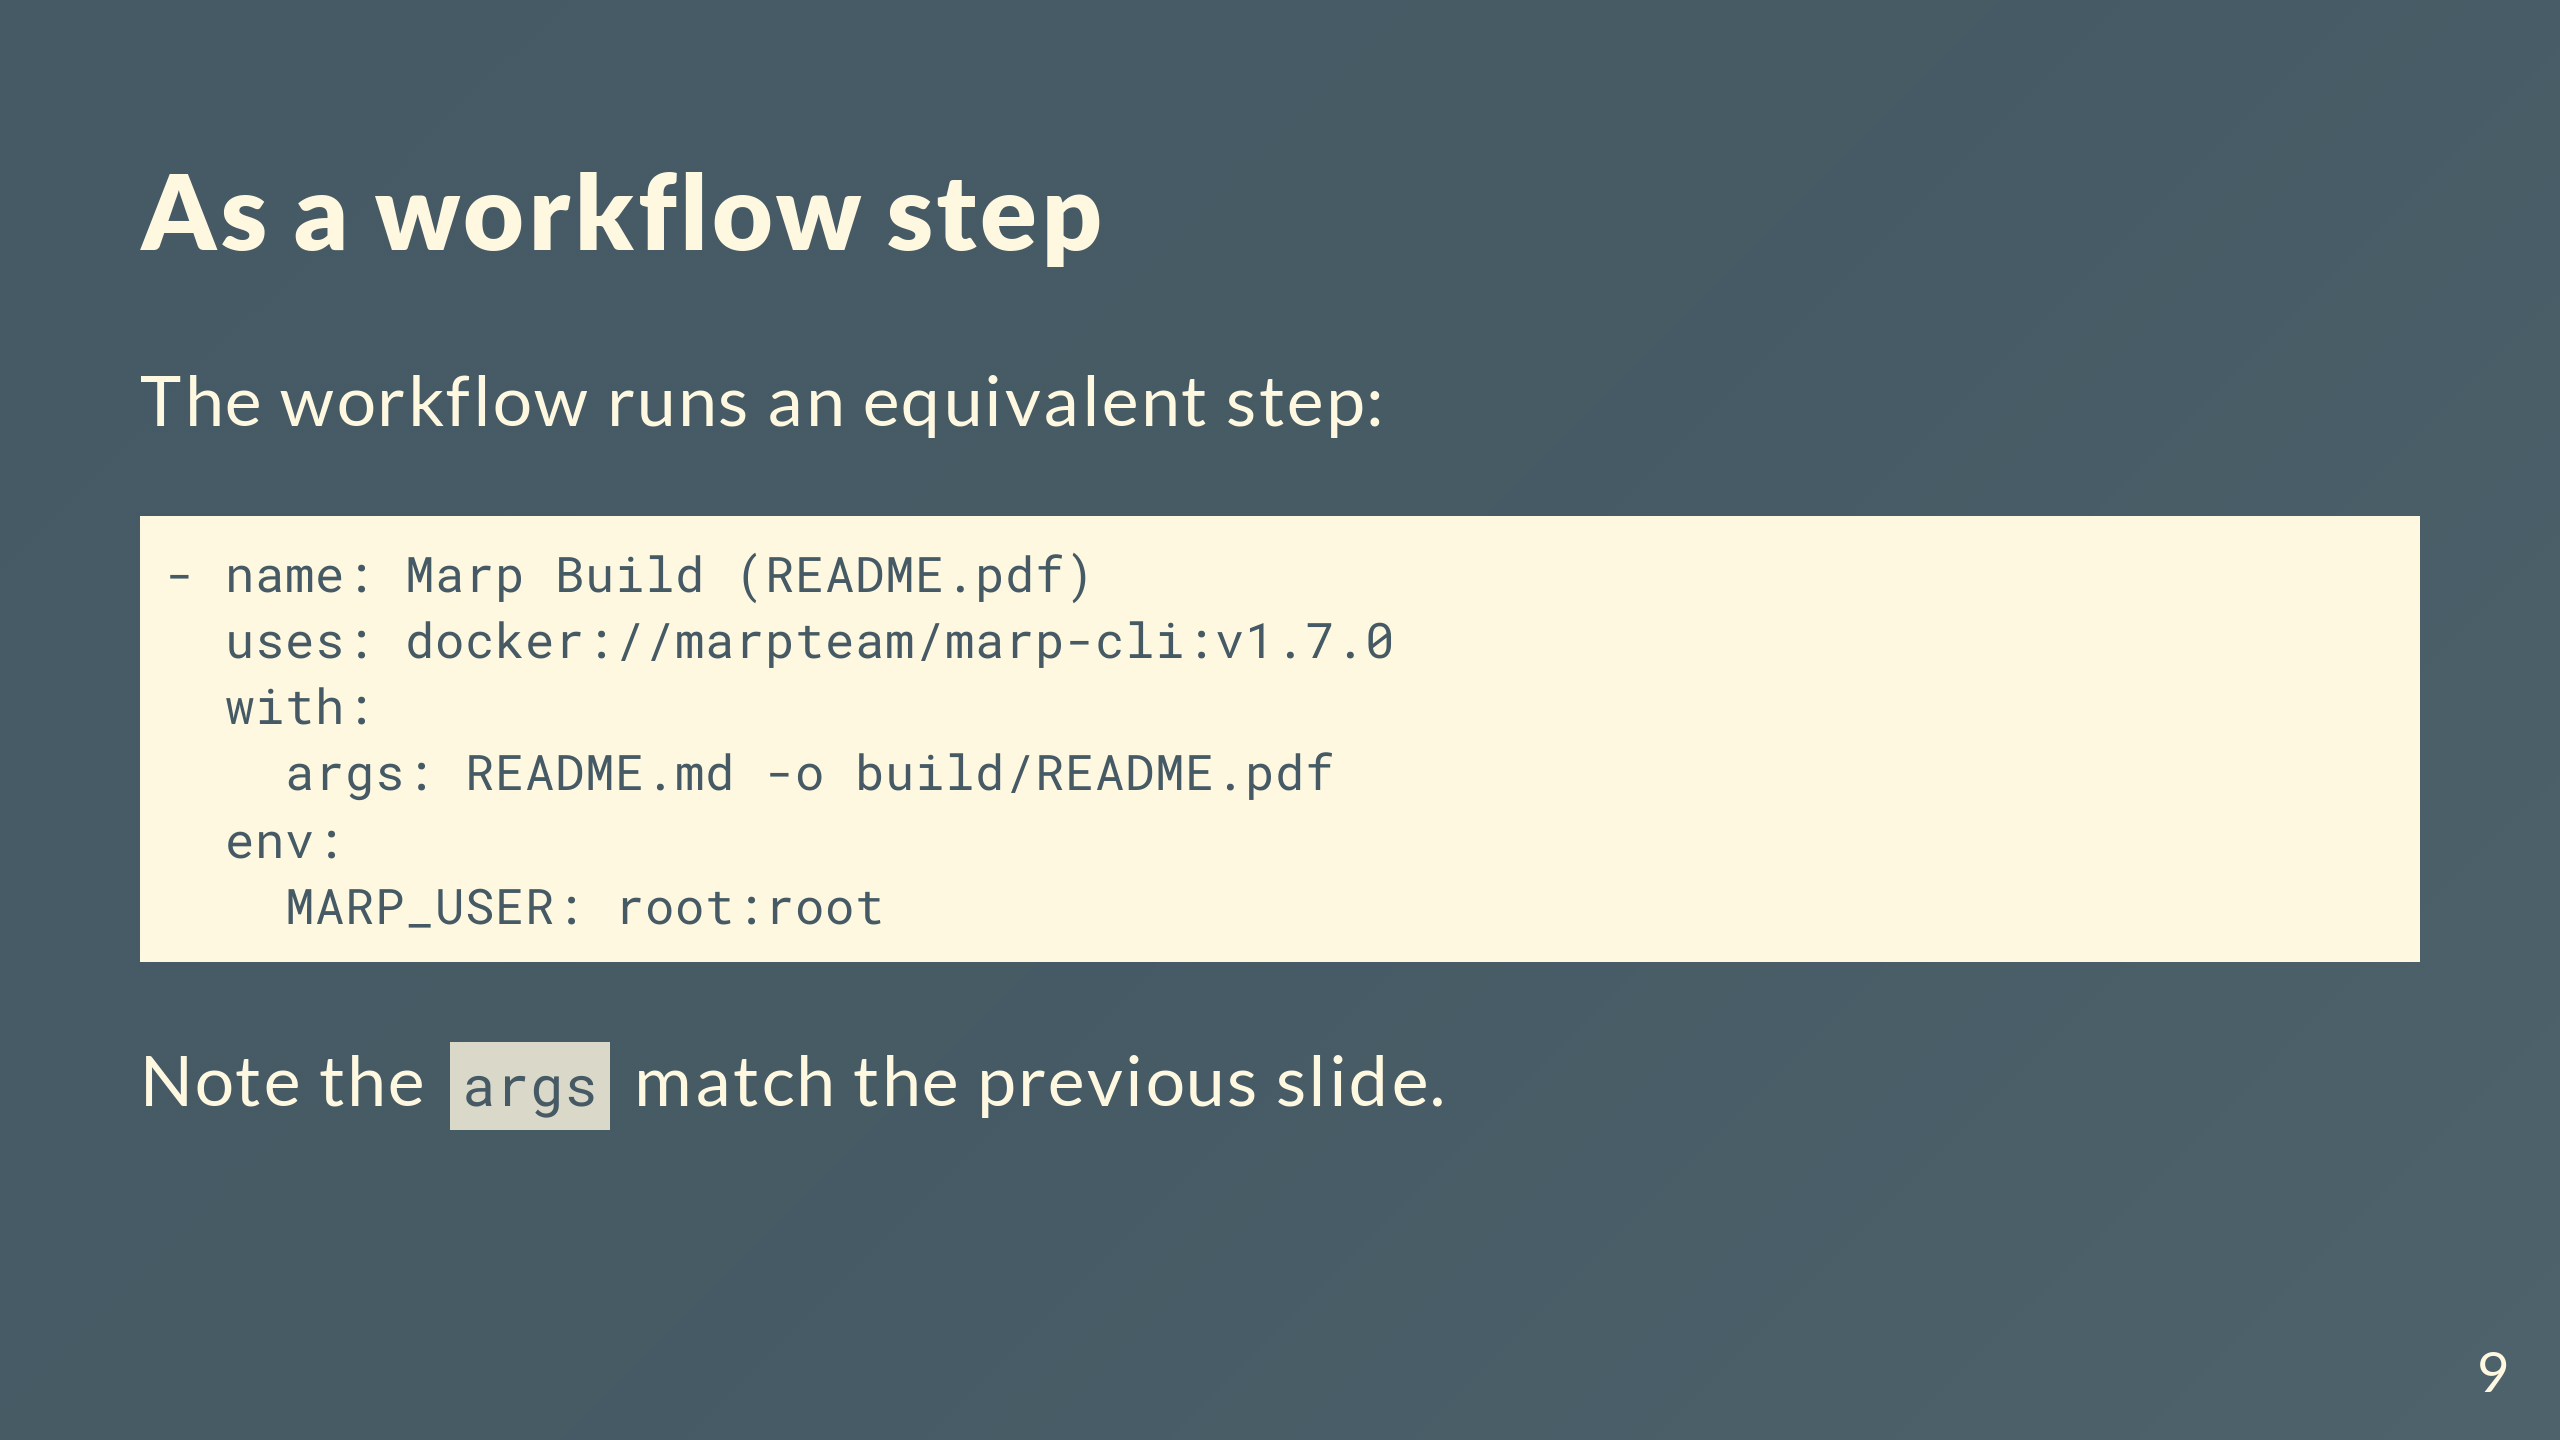 As a workflow step
The workflow runs an equivalent step:
- name: Marp Build (README.pdf)
  uses: docker://marpteam/marp-cli:v1.7.0
  with:
    args: README.md -o build/README.pdf
  env:
    MARP_USER: root:root
Note the args match the previous slide.
9